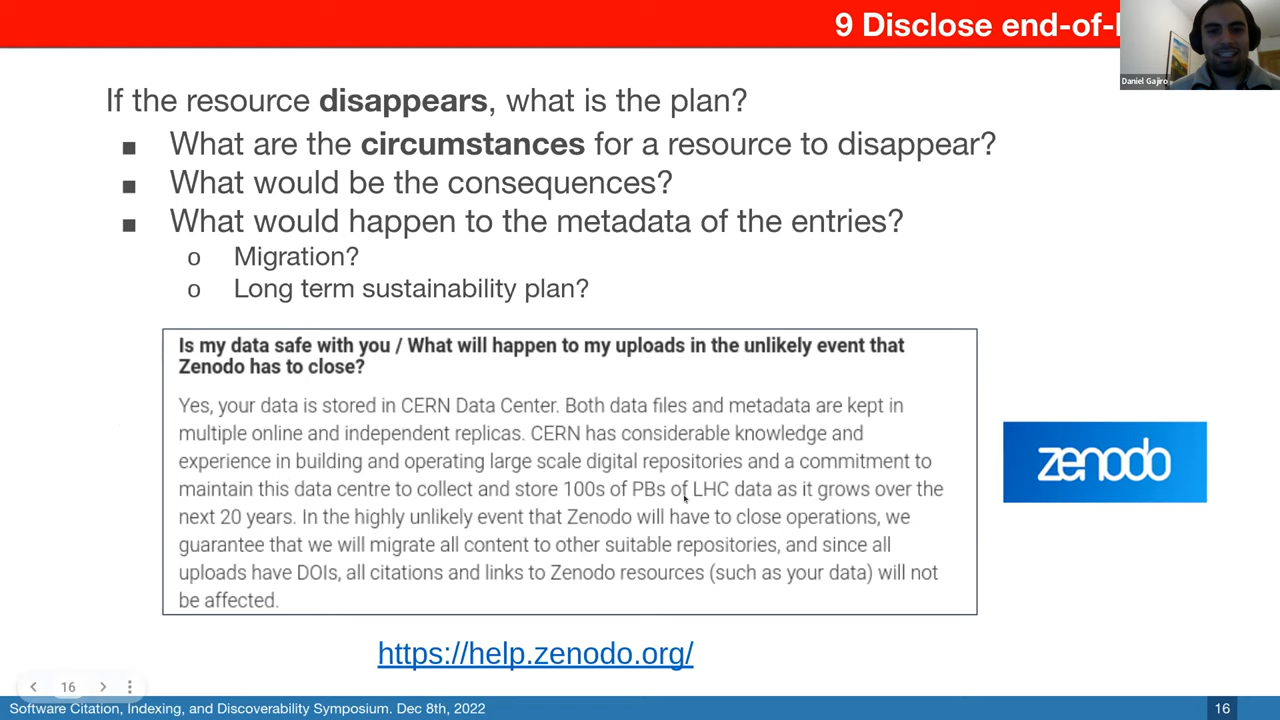 9 Disclose end-of-
Daniel Gajiro
If the resource disappears, what is the plan?
■ What are the circumstances for a resource to disappear?
■ What would be the consequences?
■ What would happen to the metadata of the entries?
o Migration?
o Long term sustainability plan?
Is my data safe with you / What will happen to my uploads in the unlikely event that
Zenodo has to close?
Yes, your data is stored in CERN Data Center. Both data files and metadata are kept in
multiple online and independent replicas. CERN has considerable knowledge and
experience in building and operating large scale digital repositories and a commitment to
maintain this data centre to collect and store 100s of PBs of LHC data as it grows over the
next 20 years. In the highly unlikely event that Zenodo will have to close operations, we
guarantee that we will migrate all content to other suitable repositories, and since all
uploads have DOIs, all citations and links to Zenodo resources (such as your data) will not
be affected.
zenodo
https://help.zenodo.org/
16
Software Citation, Indexing, and Discoverability Symposium. Dec 8th, 2022
16